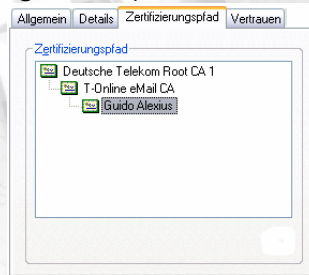 Allgemein Details Zertifizierungspfad Vertrauen
Zertifizierungspfad
Deutsche Telekom Root CA 1
T-Online eMail CA
Guido Alexius